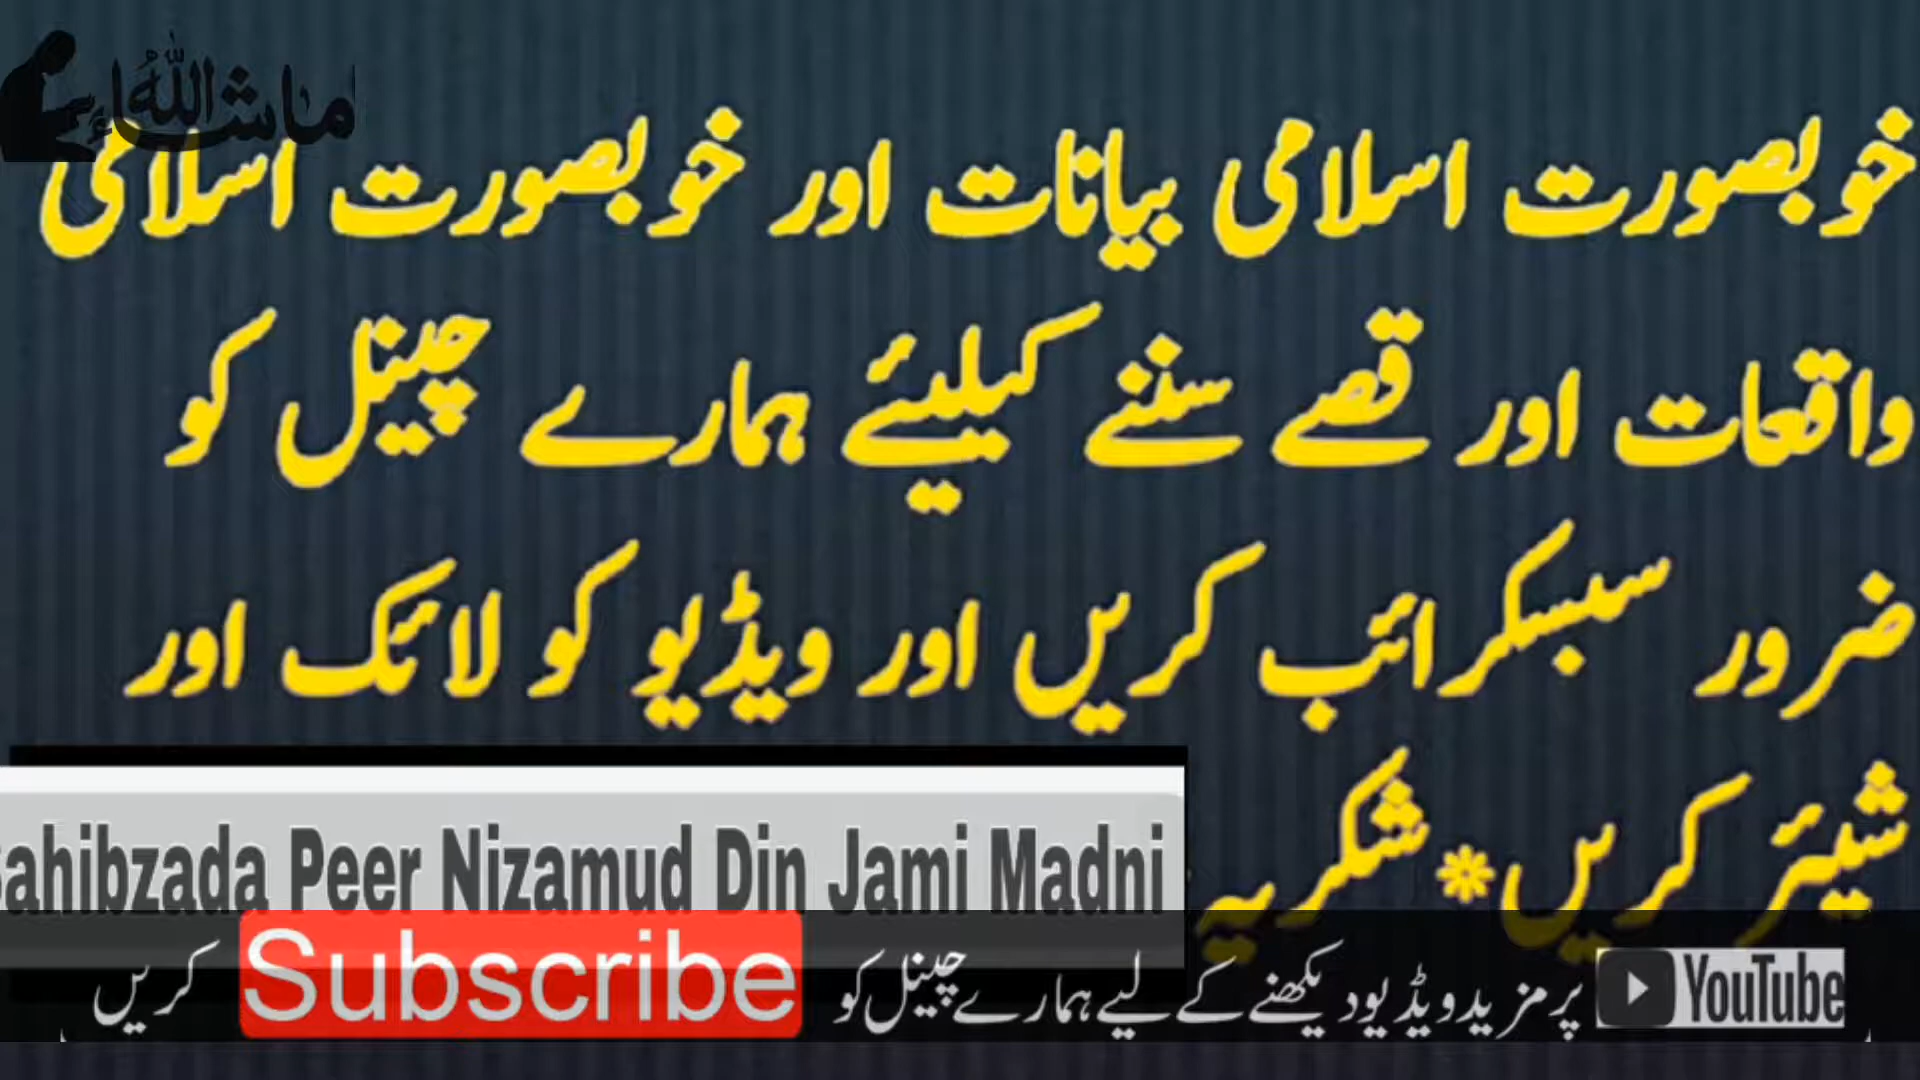 ماشاءاللہ
خوبصورت اسلامی بیانات اور خوبصورت اسلامی
واقعات اور قصے سننے کیلیئے ہمارے چینل کو
ضرور سبسکرائب کریں اور ویڈیو کو لائک اور
شیئر کریں*شکریہ
Sahibzada Peer Nizamud Din Jami Madni
YouTube پر مزید ویڈیو دیکھنے کے لیے ہمارے چینل کو Subscribe کریں